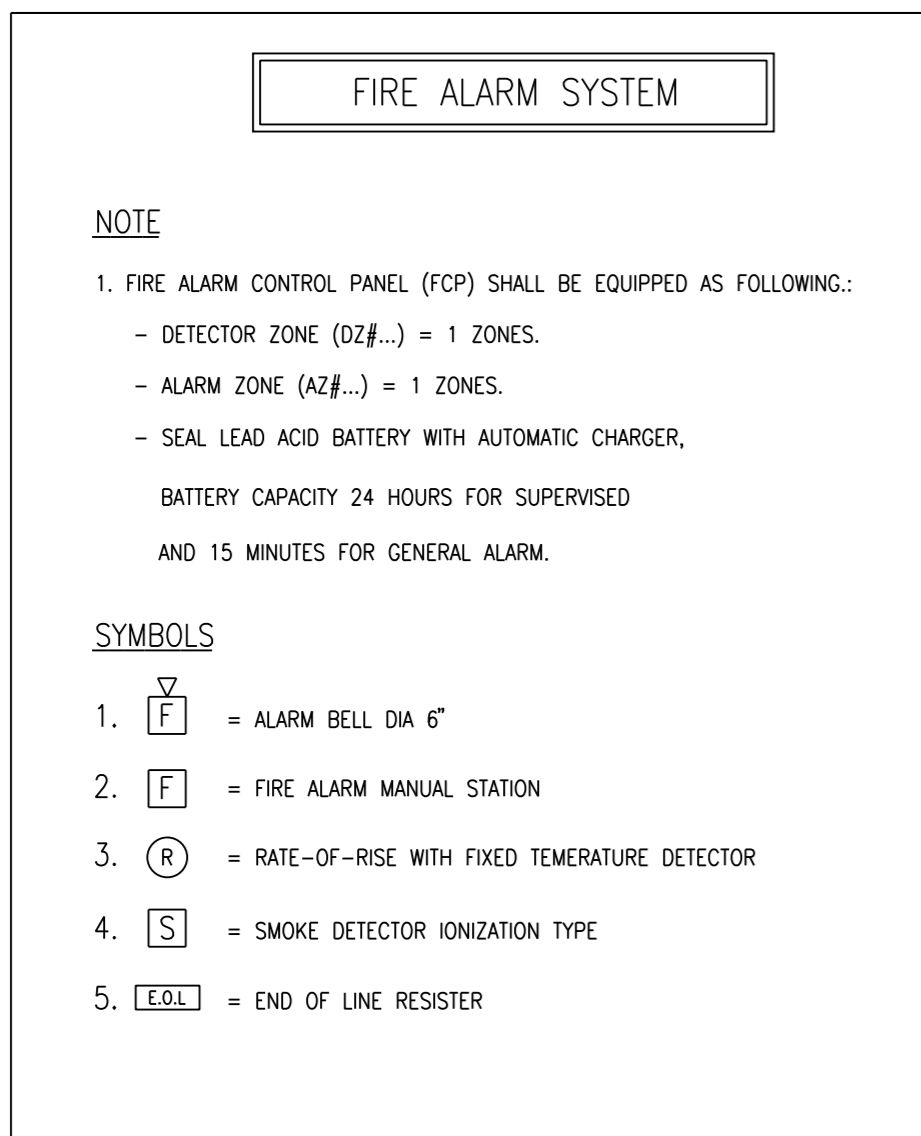 FIRE ALARM SYSTEM
NOTE
1. FIRE ALARM CONTROL PANEL (FCP) SHALL BE EQUIPPED AS FOLLOWING.:
– DETECTOR ZONE (DZ#...) = 1 ZONES.
– ALARM ZONE (AZ#...) = 1 ZONES.
– SEAL LEAD ACID BATTERY WITH AUTOMATIC CHARGER,
BATTERY CAPACITY 24 HOURS FOR SUPERVISED
AND 15 MINUTES FOR GENERAL ALARM.
SYMBOLS
1. F = ALARM BELL DIA 6"
2. F = FIRE ALARM MANUAL STATION
3. R = RATE–OF–RISE WITH FIXED TEMERATURE DETECTOR
4. S = SMOKE DETECTOR IONIZATION TYPE
5. E.O.L = END OF LINE RESISTER